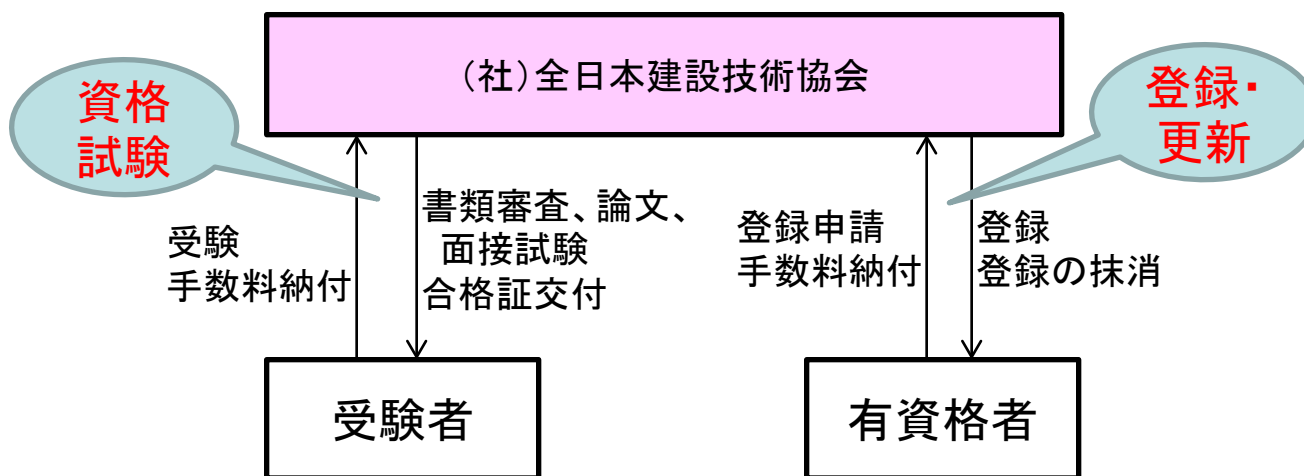 （社）全日本建設技術協会
資格
試験
登録・
更新
受験
手数料納付
書類審査、論文、
面接試験
合格証交付
登録申請
手数料納付
登録
登録の抹消
受験者
有資格者